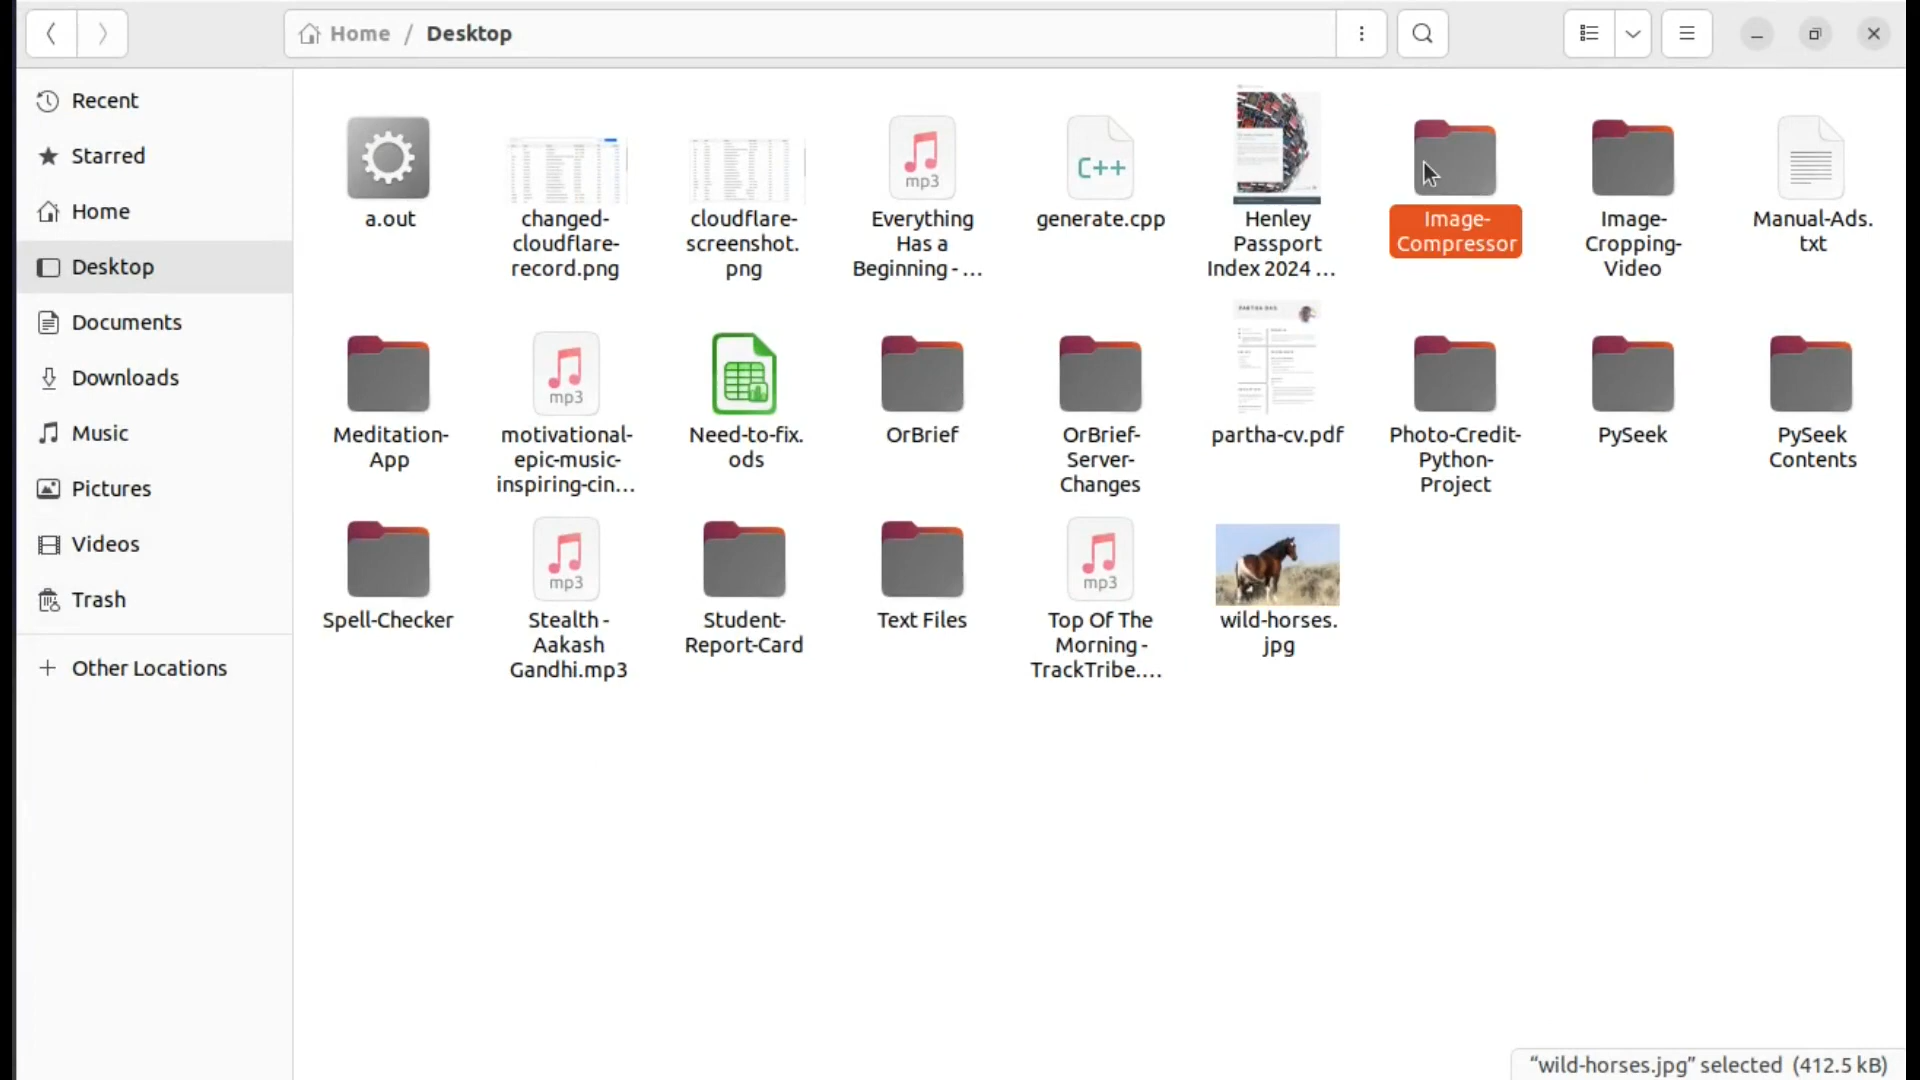 Home / Desktop
Recent
Starred
Home
Desktop
Documents
Downloads
Music
Pictures
Videos
Trash
Other Locations
a.out
changed-
cloudflare-
record.png
cloudflare-
screenshot.
png
mp3
Everything
Has a
Beginning - ...
C++
generate.cpp
Henley
Passport
Index 2024 ...
Image-
Compressor
Image-
Cropping-
Video
Manual-Ads.
txt
Meditation-
App
mp3
motivational-
epic-music-
inspiring-cin...
Need-to-fix.
ods
OrBrief
OrBrief-
Server-
Changes
PARTHA DAS
partha-cv.pdf
Photo-Credit-
Python-
Project
PySeek
PySeek
Contents
Spell-Checker
mp3
Stealth -
Aakash
Gandhi.mp3
Student-
Report-Card
Text Files
mp3
Top Of The
Morning -
TrackTribe....
wild-horses.
jpg
“wild-horses.jpg” selected (412.5 kB)